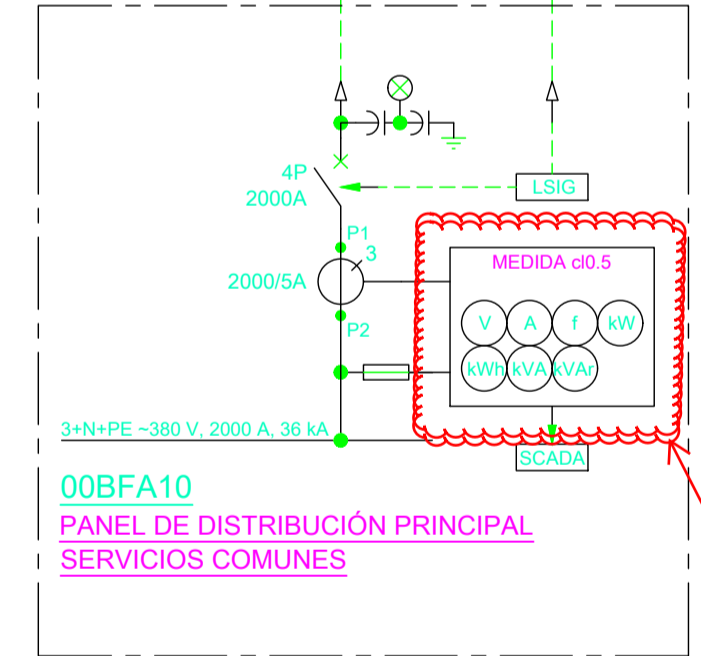 4P
2000A
LSIG
P1
3
2000/5A
P2
MEDIDA cl0.5
V A f kW
kWh kVA kVAr
3+N+PE ~380 V, 2000 A, 36 kA
SCADA
00BFA10
PANEL DE DISTRIBUCIÓN PRINCIPAL
SERVICIOS COMUNES